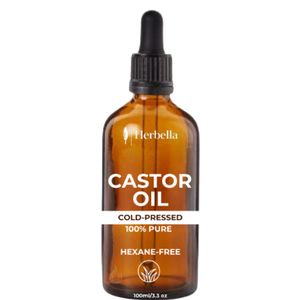 Herbella
CASTOR
OIL
COLD-PRESSED
100% PURE
HEXANE-FREE
100ml/3.3 oz